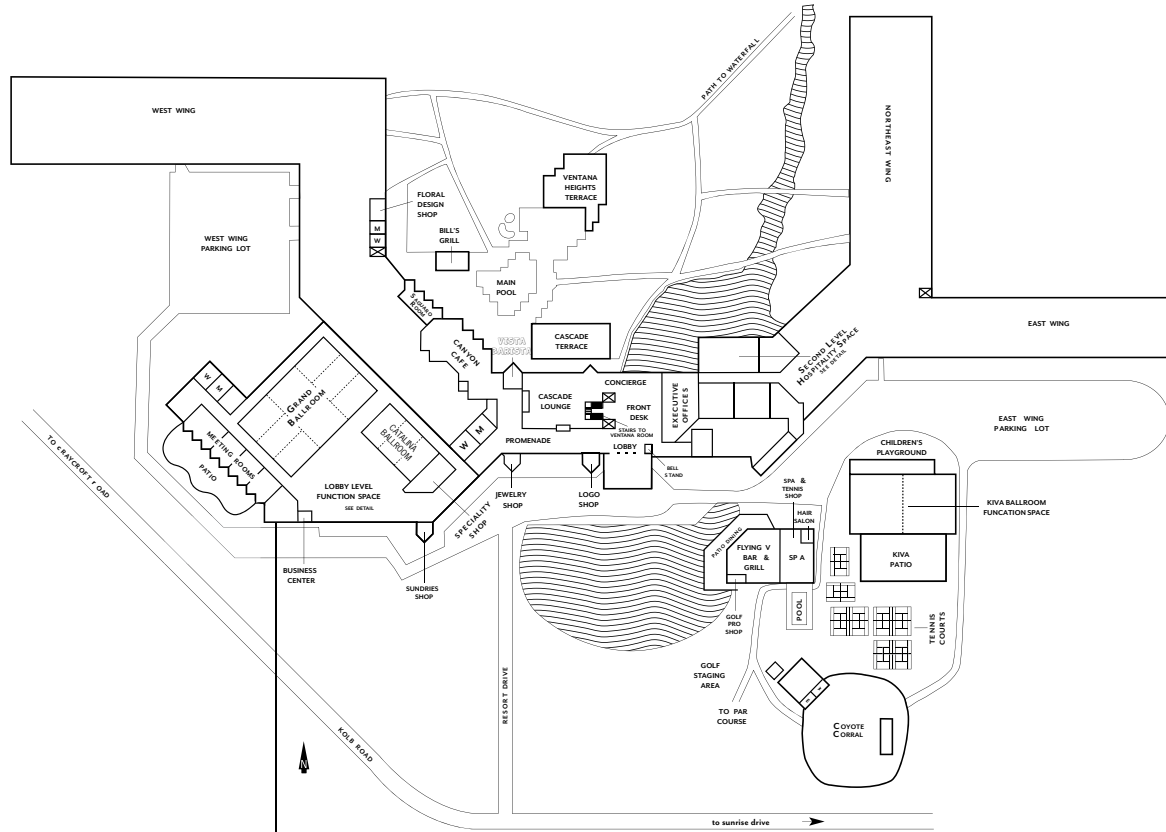 WEST WING
PATH TO WATERFALL
NORTHEAST WING
VENTANA
HEIGHTS
TERRACE
FLORAL
DESIGN
SHOP
M
W
BILL'S
GRILL
WEST WING
PARKING LOT
MAIN
POOL
SAGUARO
ROOM
VISTA
BARISTA
CASCADE
TERRACE
CANYON
CAFE
SECOND LEVEL
HOSPITALITY SPACE
SEE DETAIL
EAST WING
W
M
GRAND
BALLROOM
CATALINA
BALLROOM
CASCADE
LOUNGE
CONCIERGE
FRONT
DESK
STAIRS TO
VENTANA ROOM
EXECUTIVE
OFFICES
EAST WING
PARKING LOT
W
M
PROMENADE
LOBBY
BELL
STAND
CHILDREN'S
PLAYGROUND
MEETING ROOMS
PATIO
LOBBY LEVEL
FUNCTION SPACE
SEE DETAIL
SPECIALITY
SHOP
JEWELRY
SHOP
LOGO
SHOP
SPA &
TENNIS
SHOP
HAIR
SALON
KIVA BALLROOM
FUNCATION SPACE
TO CRAYCROFT ROAD
PATIO DINING
FLYING V
BAR &
GRILL
SPA
KIVA
PATIO
BUSINESS
CENTER
SUNDRIES
SHOP
GOLF
PRO
SHOP
POOL
TENNIS
COURTS
GOLF
STAGING
AREA
TO PAR
COURSE
RESORT DRIVE
COYOTE
CORRAL
KOLB ROAD
N
to sunrise drive